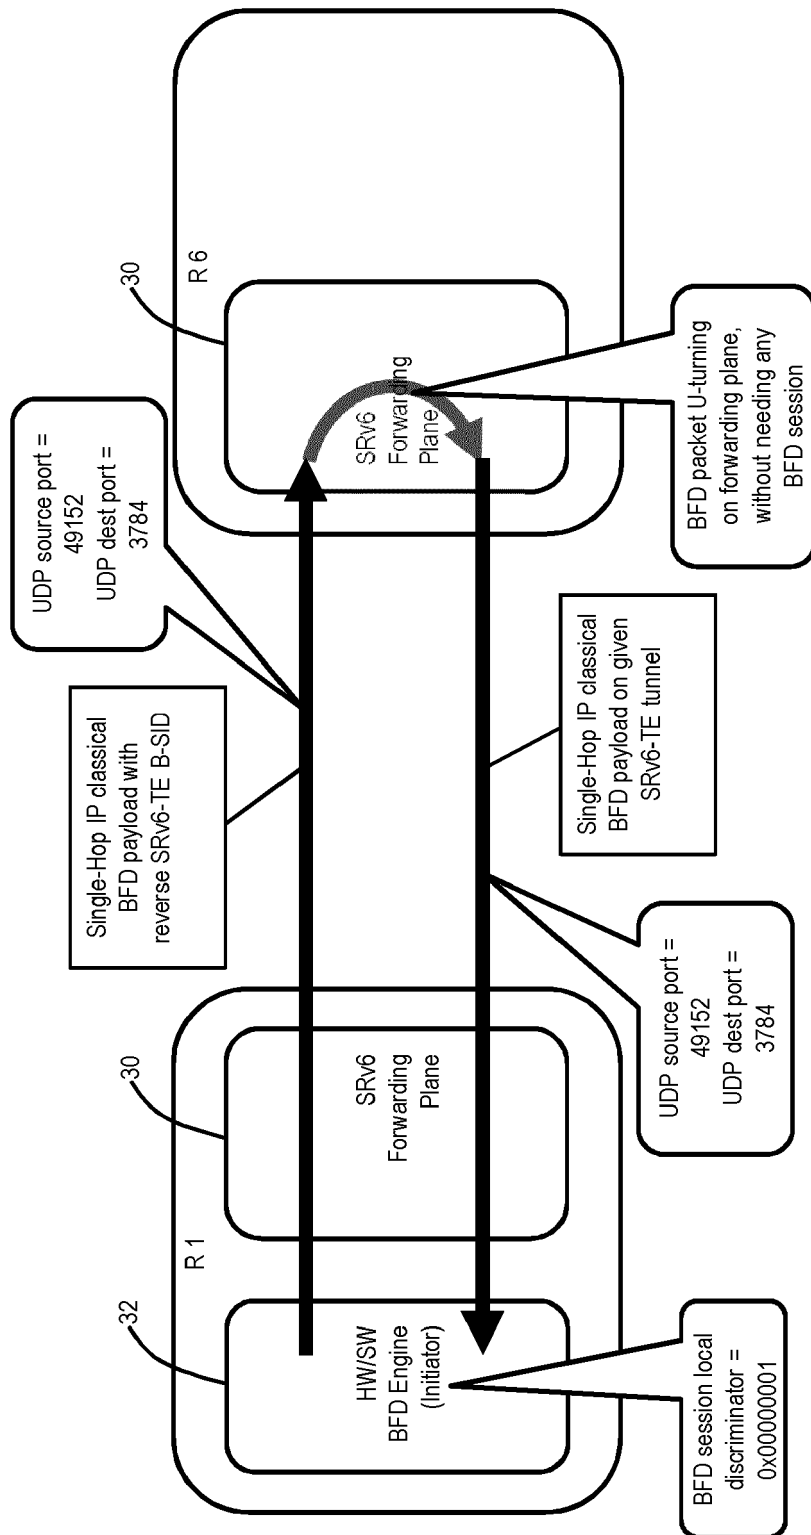 UDP source port =
49152
UDP dest port =
3784
Single-Hop IP classical
BFD payload with
reverse SRv6-TE B-SID
32
30
30
R 1
R 6
HW/SW
BFD Engine
(Initiator)
SRv6
Forwarding
Plane
SRv6
Forwarding
Plane
Single-Hop IP classical
BFD payload on given
SRv6-TE tunnel
BFD session local
discriminator =
0x00000001
UDP source port =
49152
UDP dest port =
3784
BFD packet U-turning
on forwarding plane,
without needing any
BFD session